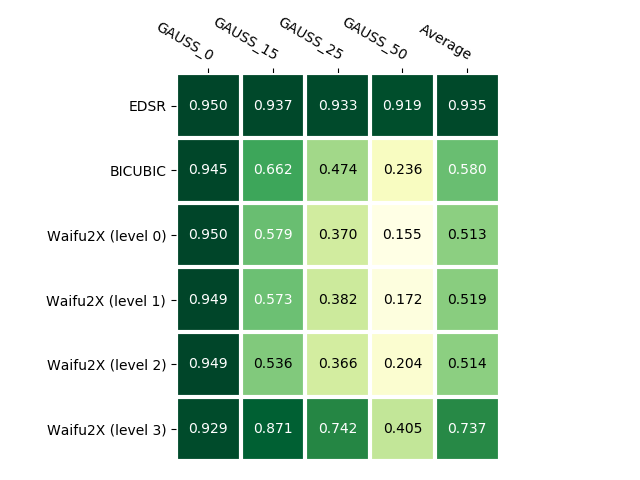 GAUSS_0 GAUSS_15 GAUSS_25 GAUSS_50 Average
EDSR 0.950 0.937 0.933 0.919 0.935
BICUBIC 0.945 0.662 0.474 0.236 0.580
Waifu2X (level 0) 0.950 0.579 0.370 0.155 0.513
Waifu2X (level 1) 0.949 0.573 0.382 0.172 0.519
Waifu2X (level 2) 0.949 0.536 0.366 0.204 0.514
Waifu2X (level 3) 0.929 0.871 0.742 0.405 0.737